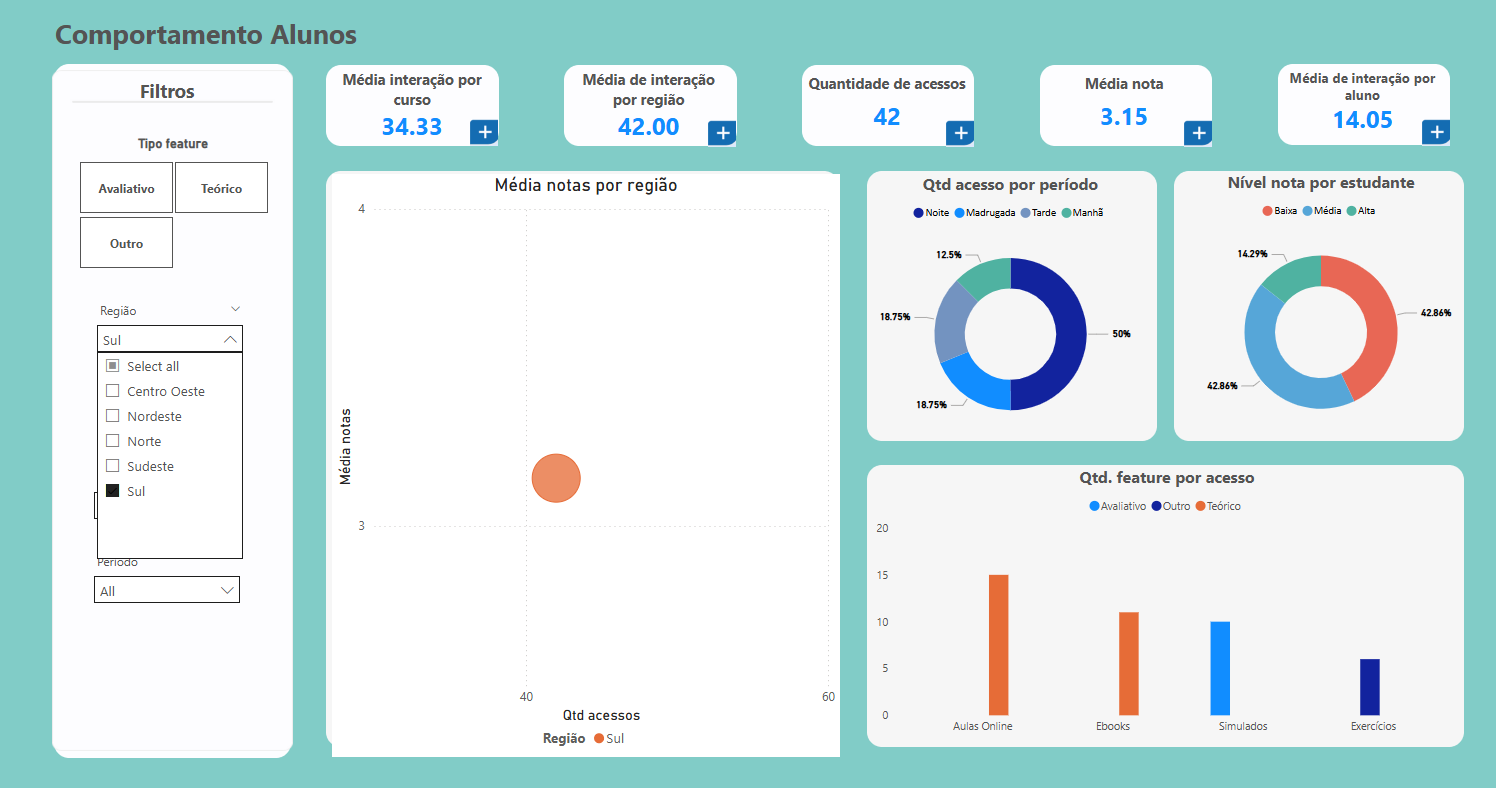 Comportamento Alunos
Filtros
Tipo feature
Avaliativo
Teórico
Outro
Região
Sul
Select all
Centro Oeste
Nordeste
Norte
Sudeste
Sul
Período
All
Média interação por
curso
34.33
+
Média de interação
por região
42.00
+
Quantidade de acessos
42
+
Média nota
3.15
+
Média de interação por
aluno
14.05
+
Média notas por região
4
3
Média notas
40
60
Qtd acessos
Região Sul
Qtd acesso por período
Noite Madrugada Tarde Manhã
12.5%
18.75%
50%
18.75%
Nível nota por estudante
Baixa Média Alta
14.29%
42.86%
42.86%
Qtd. feature por acesso
Avaliativo Outro Teórico
20
15
10
5
0
Aulas Online
Ebooks
Simulados
Exercícios